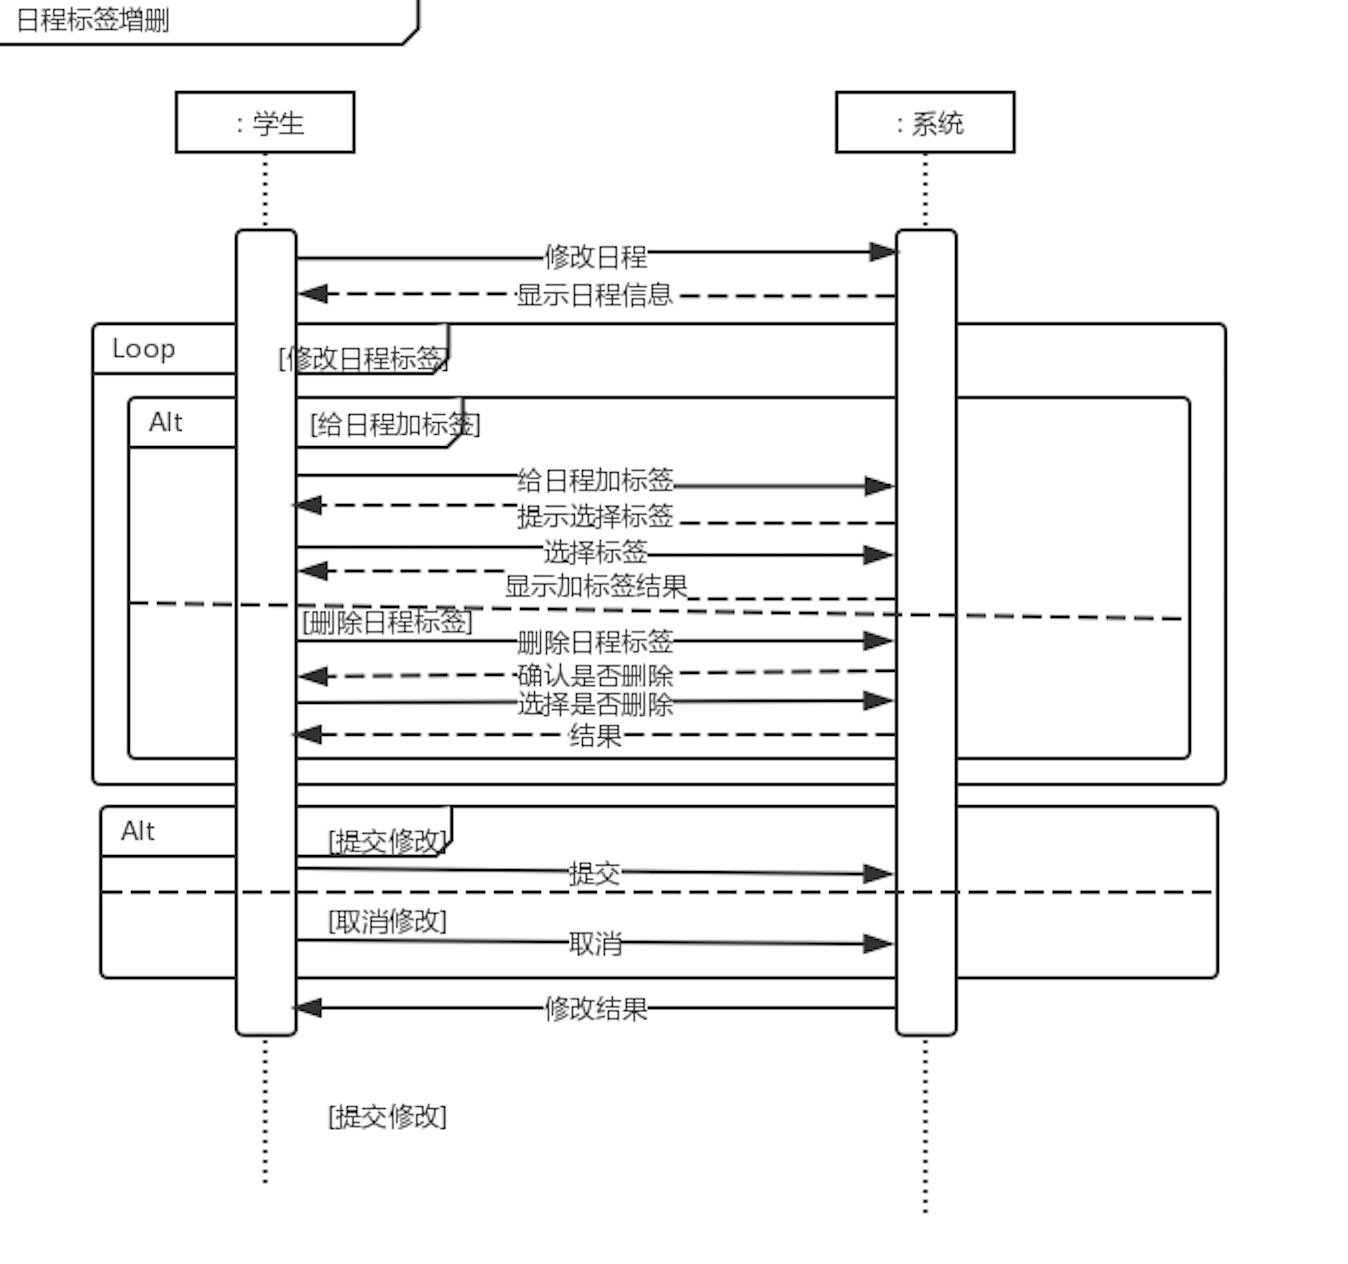 日程标签增删
: 学生
: 系统
修改日程
显示日程信息
Loop
[修改日程标签]
Alt
[给日程加标签]
给日程加标签
提示选择标签
选择标签
显示加标签结果
[删除日程标签]
删除日程标签
确认是否删除
选择是否删除
结果
Alt
[提交修改]
提交
[取消修改]
取消
修改结果
[提交修改]